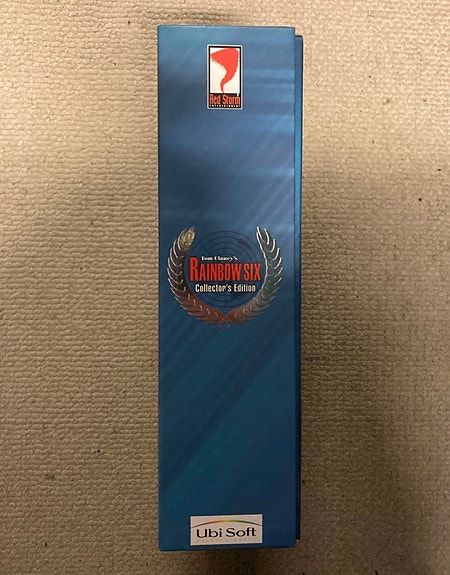 Red Storm
ENTERTAINMENT
Tom Clancy's
RAINBOW SIX
Collector's Edition
Ubi Soft